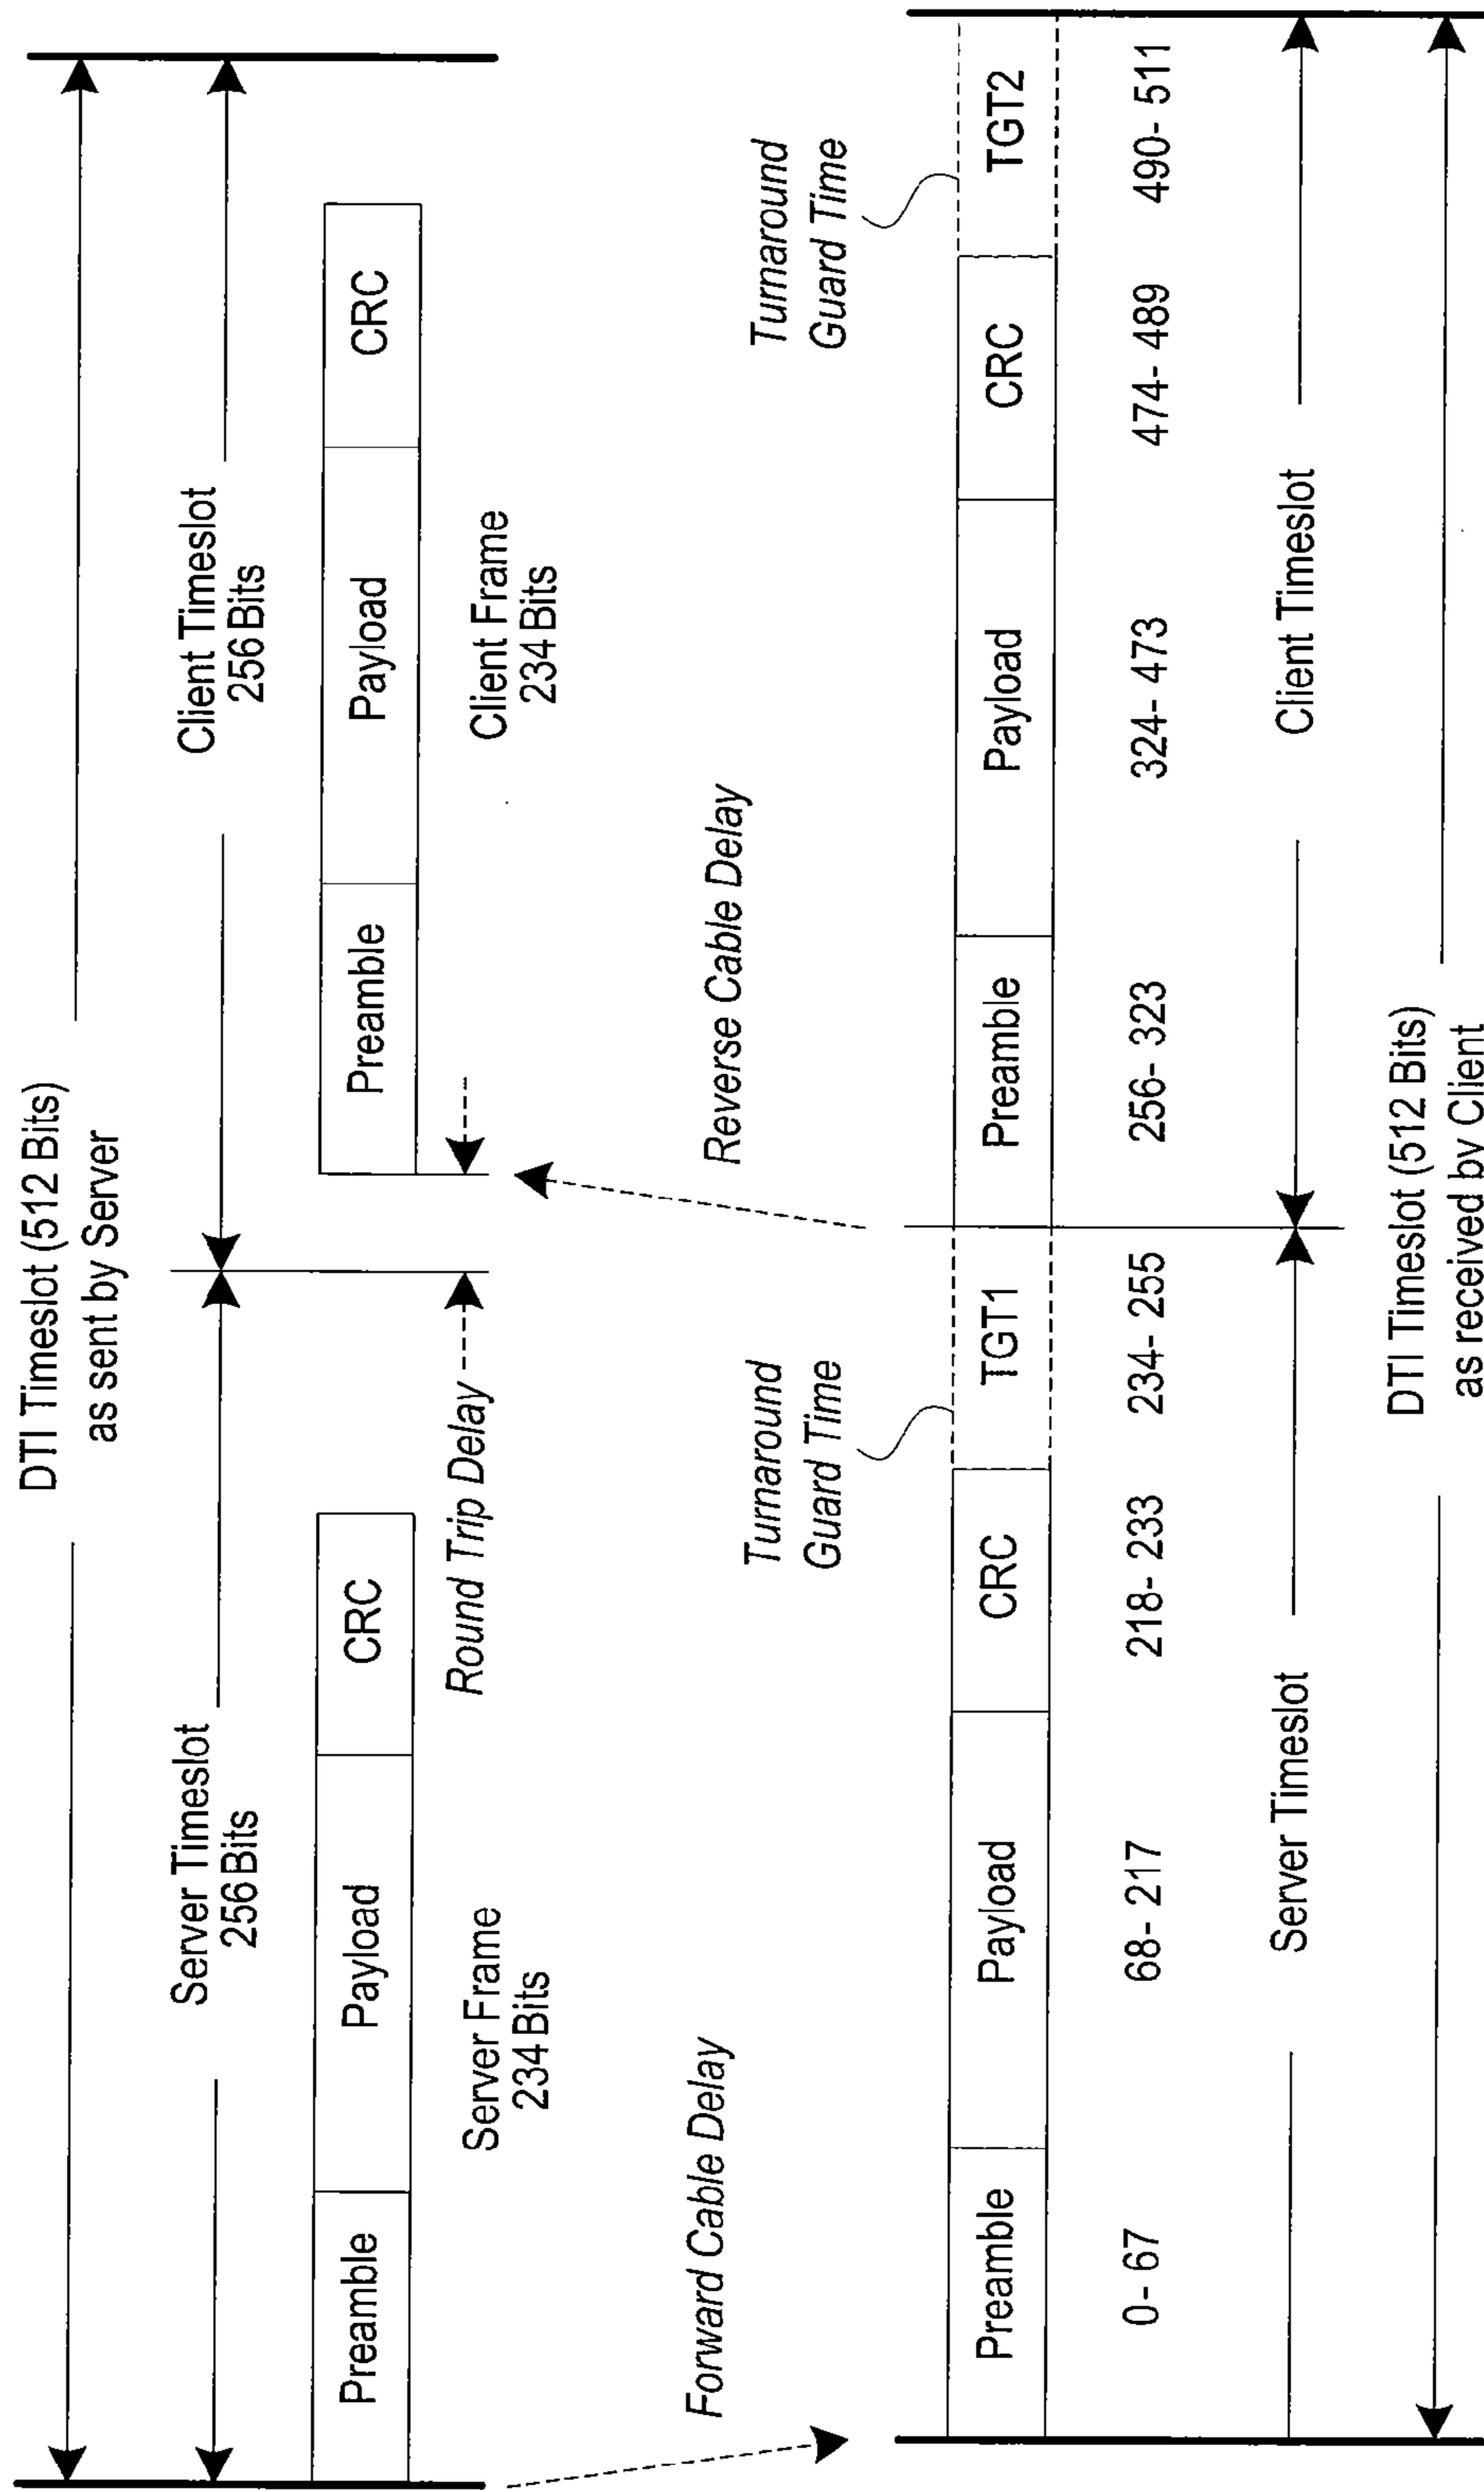 DTI Timeslot (512 Bits)
as sent by Server
Server Timeslot
256 Bits
Client Timeslot
256 Bits
Preamble
Payload
CRC
Preamble
Payload
CRC
Round Trip Delay
Server Frame
234 Bits
Client Frame
234 Bits
Forward Cable Delay
Reverse Cable Delay
Turnaround
Guard Time
Turnaround
Guard Time
Preamble
Payload
CRC
TGT1
Preamble
Payload
CRC
TGT2
0- 67
68- 217
218- 233
234- 255
256- 323
324- 473
474- 489
490- 511
Server Timeslot
Client Timeslot
DTI Timeslot (512 Bits)
as received by Client